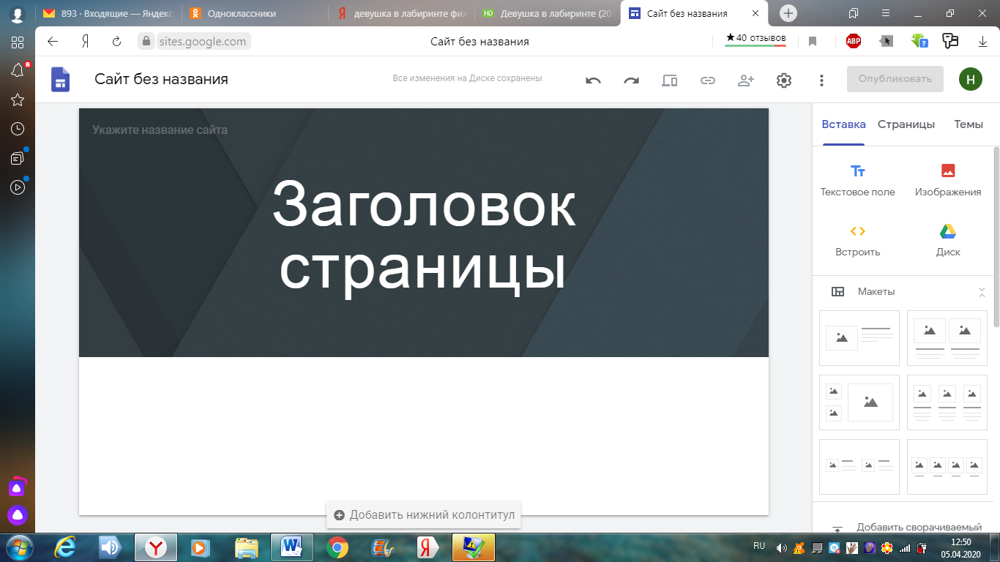 893 · Входящие — Яндекс
Одноклассники
девушка в лабиринте фил
Девушка в лабиринте (20
Сайт без названия
8
Я
sites.google.com
Сайт без названия
★40 отзывов
ABP
?
Сайт без названия
Все изменения на Диске сохранены
Опубликовать
Н
Укажите название сайта
Заголовок
страницы
Вставка
Страницы
Темы
Текстовое поле
Изображения
Встроить
Диск
Макеты
Добавить сворачиваемый
Добавить нижний колонтитул
RU
12:50
05.04.2020